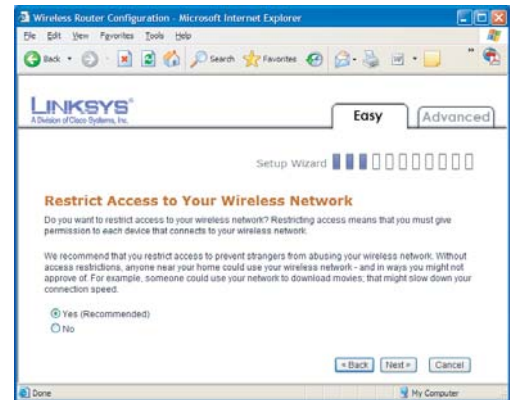 Wireless Router Configuration - Microsoft Internet Explorer
File Edit View Favorites Tools Help
Back Search Favorites
LINKSYS®
A Division of Cisco Systems, Inc.
Easy Advanced
Setup Wizard
Restrict Access to Your Wireless Network
Do you want to restrict access to your wireless network? Restricting access means that you must give
permission to each device that connects to your wireless network.
We recommend that you restrict access to prevent strangers from abusing your wireless network. Without
access restrictions, anyone near your home could use your wireless network - and in ways you might not
approve of. For example, someone could use your network to download movies; that might slow down your
connection speed.
Yes (Recommended)
No
« Back Next » Cancel
Done My Computer